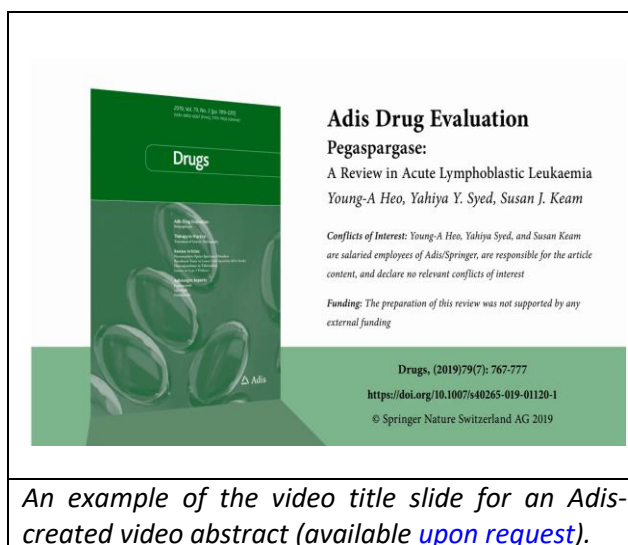 Drugs
Adis Drug Evaluation
Adis
Adis Drug Evaluation
Pegaspargase:
A Review in Acute Lymphoblastic Leukaemia
Young-A Heo, Yahiya Y. Syed, Susan J. Keam
Conflicts of Interest: Young-A Heo, Yahiya Syed, and Susan Keam
are salaried employees of Adis/Springer, are responsible for the article
content, and declare no relevant conflicts of interest
Funding: The preparation of this review was not supported by any
external funding
Drugs, (2019)79(7): 767-777
https://doi.org/10.1007/s40265-019-01120-1
© Springer Nature Switzerland AG 2019
An example of the video title slide for an Adis-
created video abstract (available upon request).